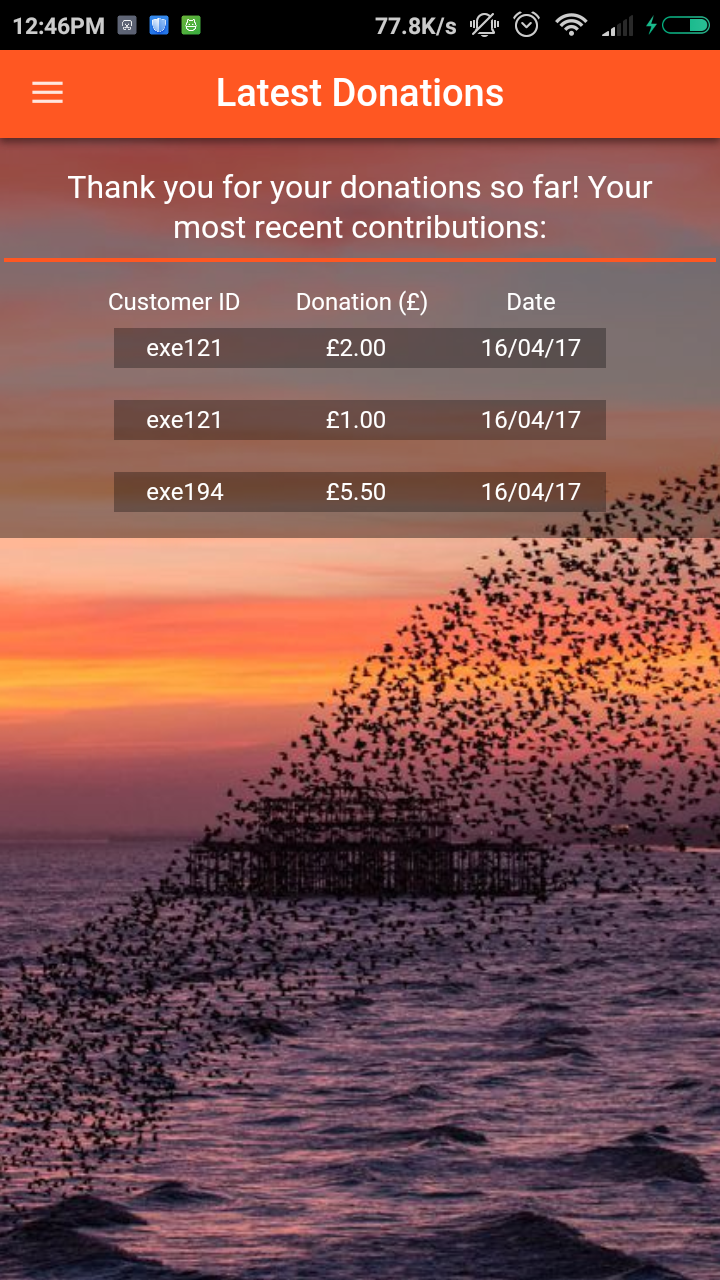 12:46PM 77.8K/s
Latest Donations
Thank you for your donations so far! Your
most recent contributions:
Customer ID Donation (£) Date
exe121 £2.00 16/04/17
exe121 £1.00 16/04/17
exe194 £5.50 16/04/17